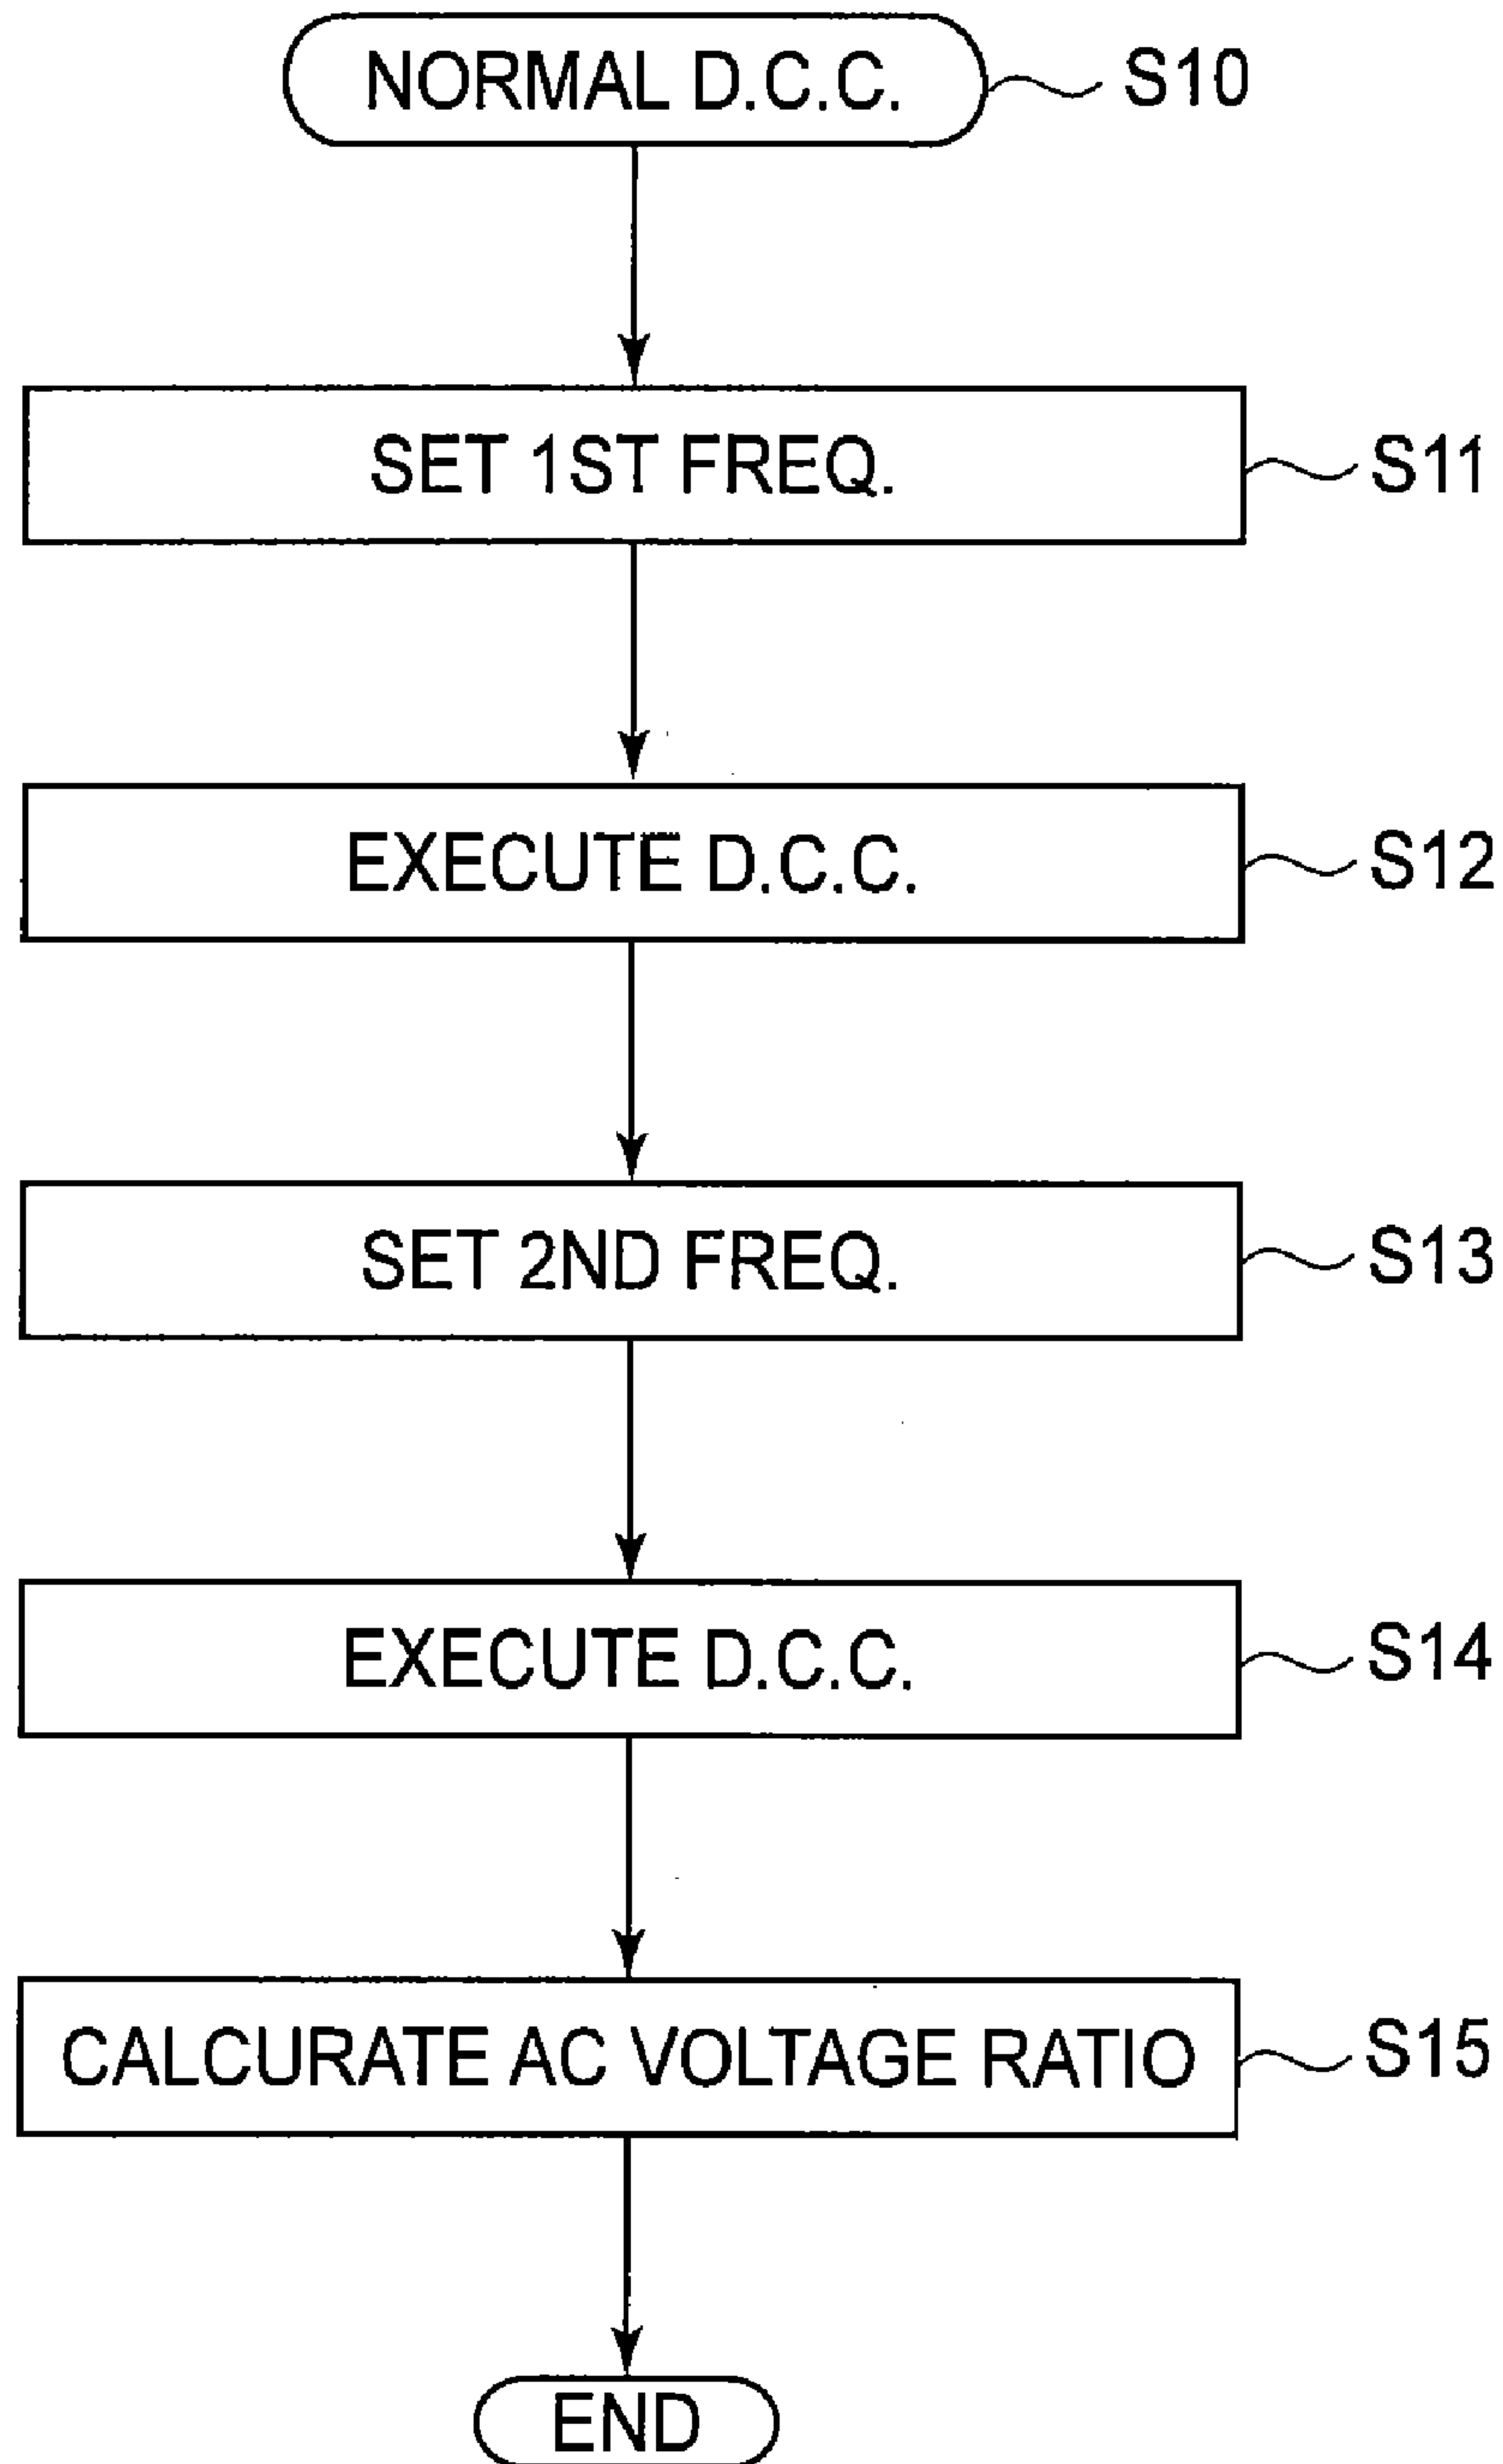 NORMAL D.C.C. S10
SET 1ST FREQ. S11
EXECUTE D.C.C. S12
SET 2ND FREQ. S13
EXECUTE D.C.C. S14
CALCURATE AC VOLTAGE RATIO S15
END